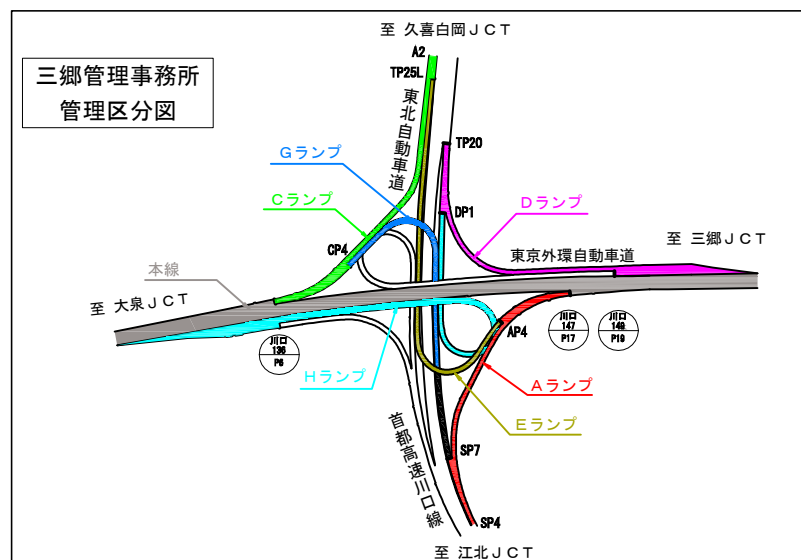 至 久喜白岡ＪＣＴ
三郷管理事務所
管理区分図
A2
TP25L
東北自動車道
TP20
Ｇランプ
Ｃランプ
DP1
Ｄランプ
CP4
東京外環自動車道
至 三郷ＪＣＴ
本線
至 大泉ＪＣＴ
川口
136
P6
川口
147
P17
川口
149
P19
AP4
Ｈランプ
Ａランプ
Ｅランプ
首都高速川口線
SP7
SP4
至 江北ＪＣＴ